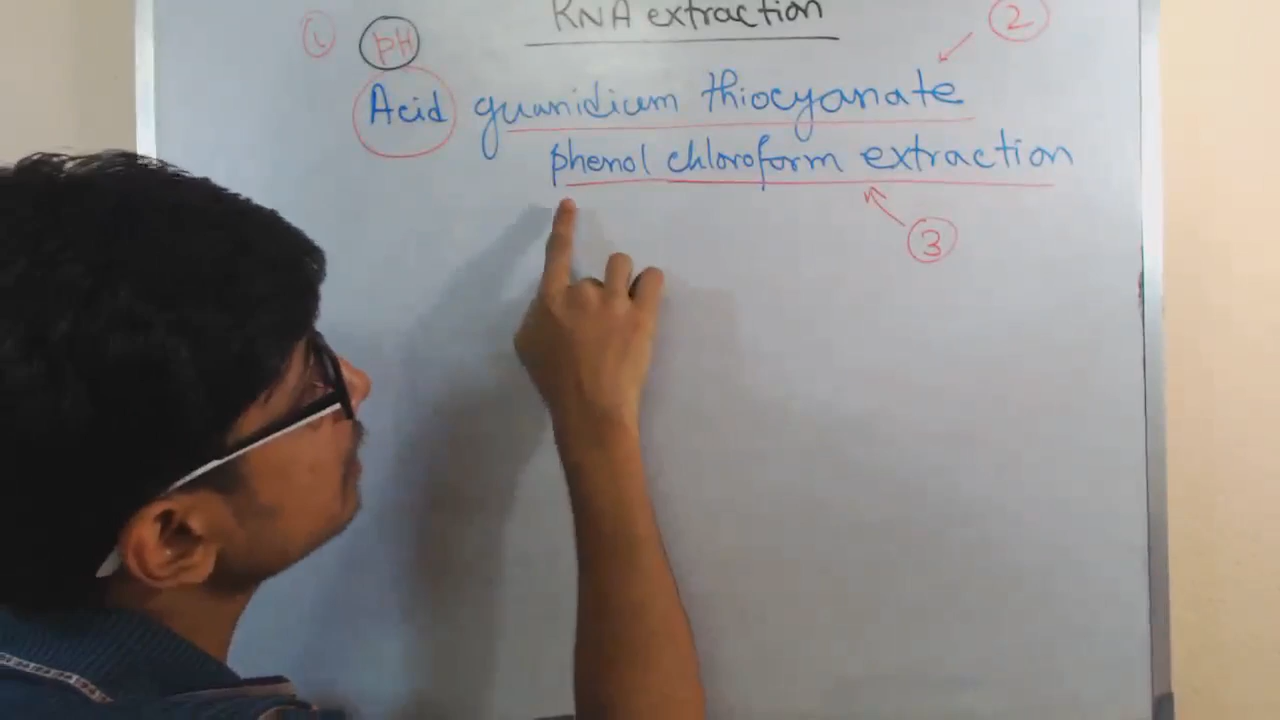 RNA extraction
1 pH 2
Acid guanidium thiocyanate
phenol chloroform extraction
3